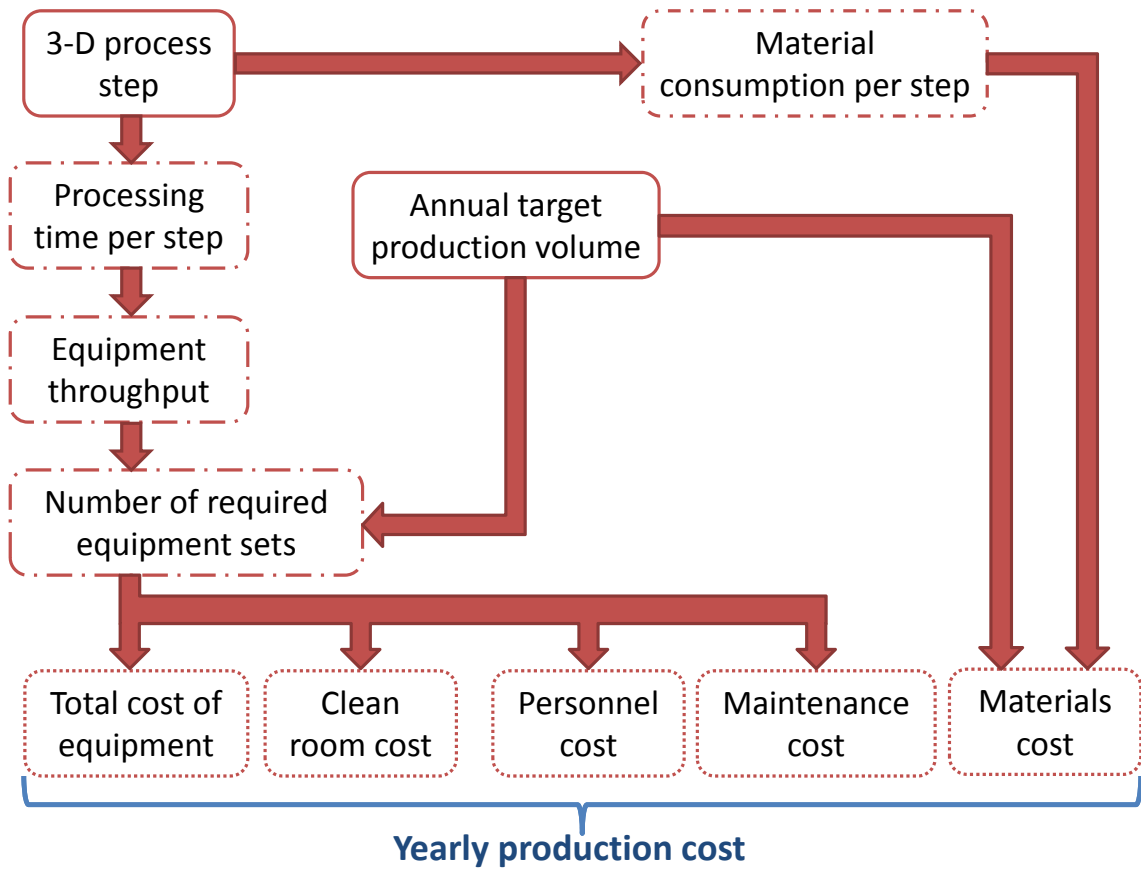 3-D process
step
Material
consumption per step
Processing
time per step
Annual target
production volume
Equipment
throughput
Number of required
equipment sets
Total cost of
equipment
Clean
room cost
Personnel
cost
Maintenance
cost
Materials
cost
Yearly production cost